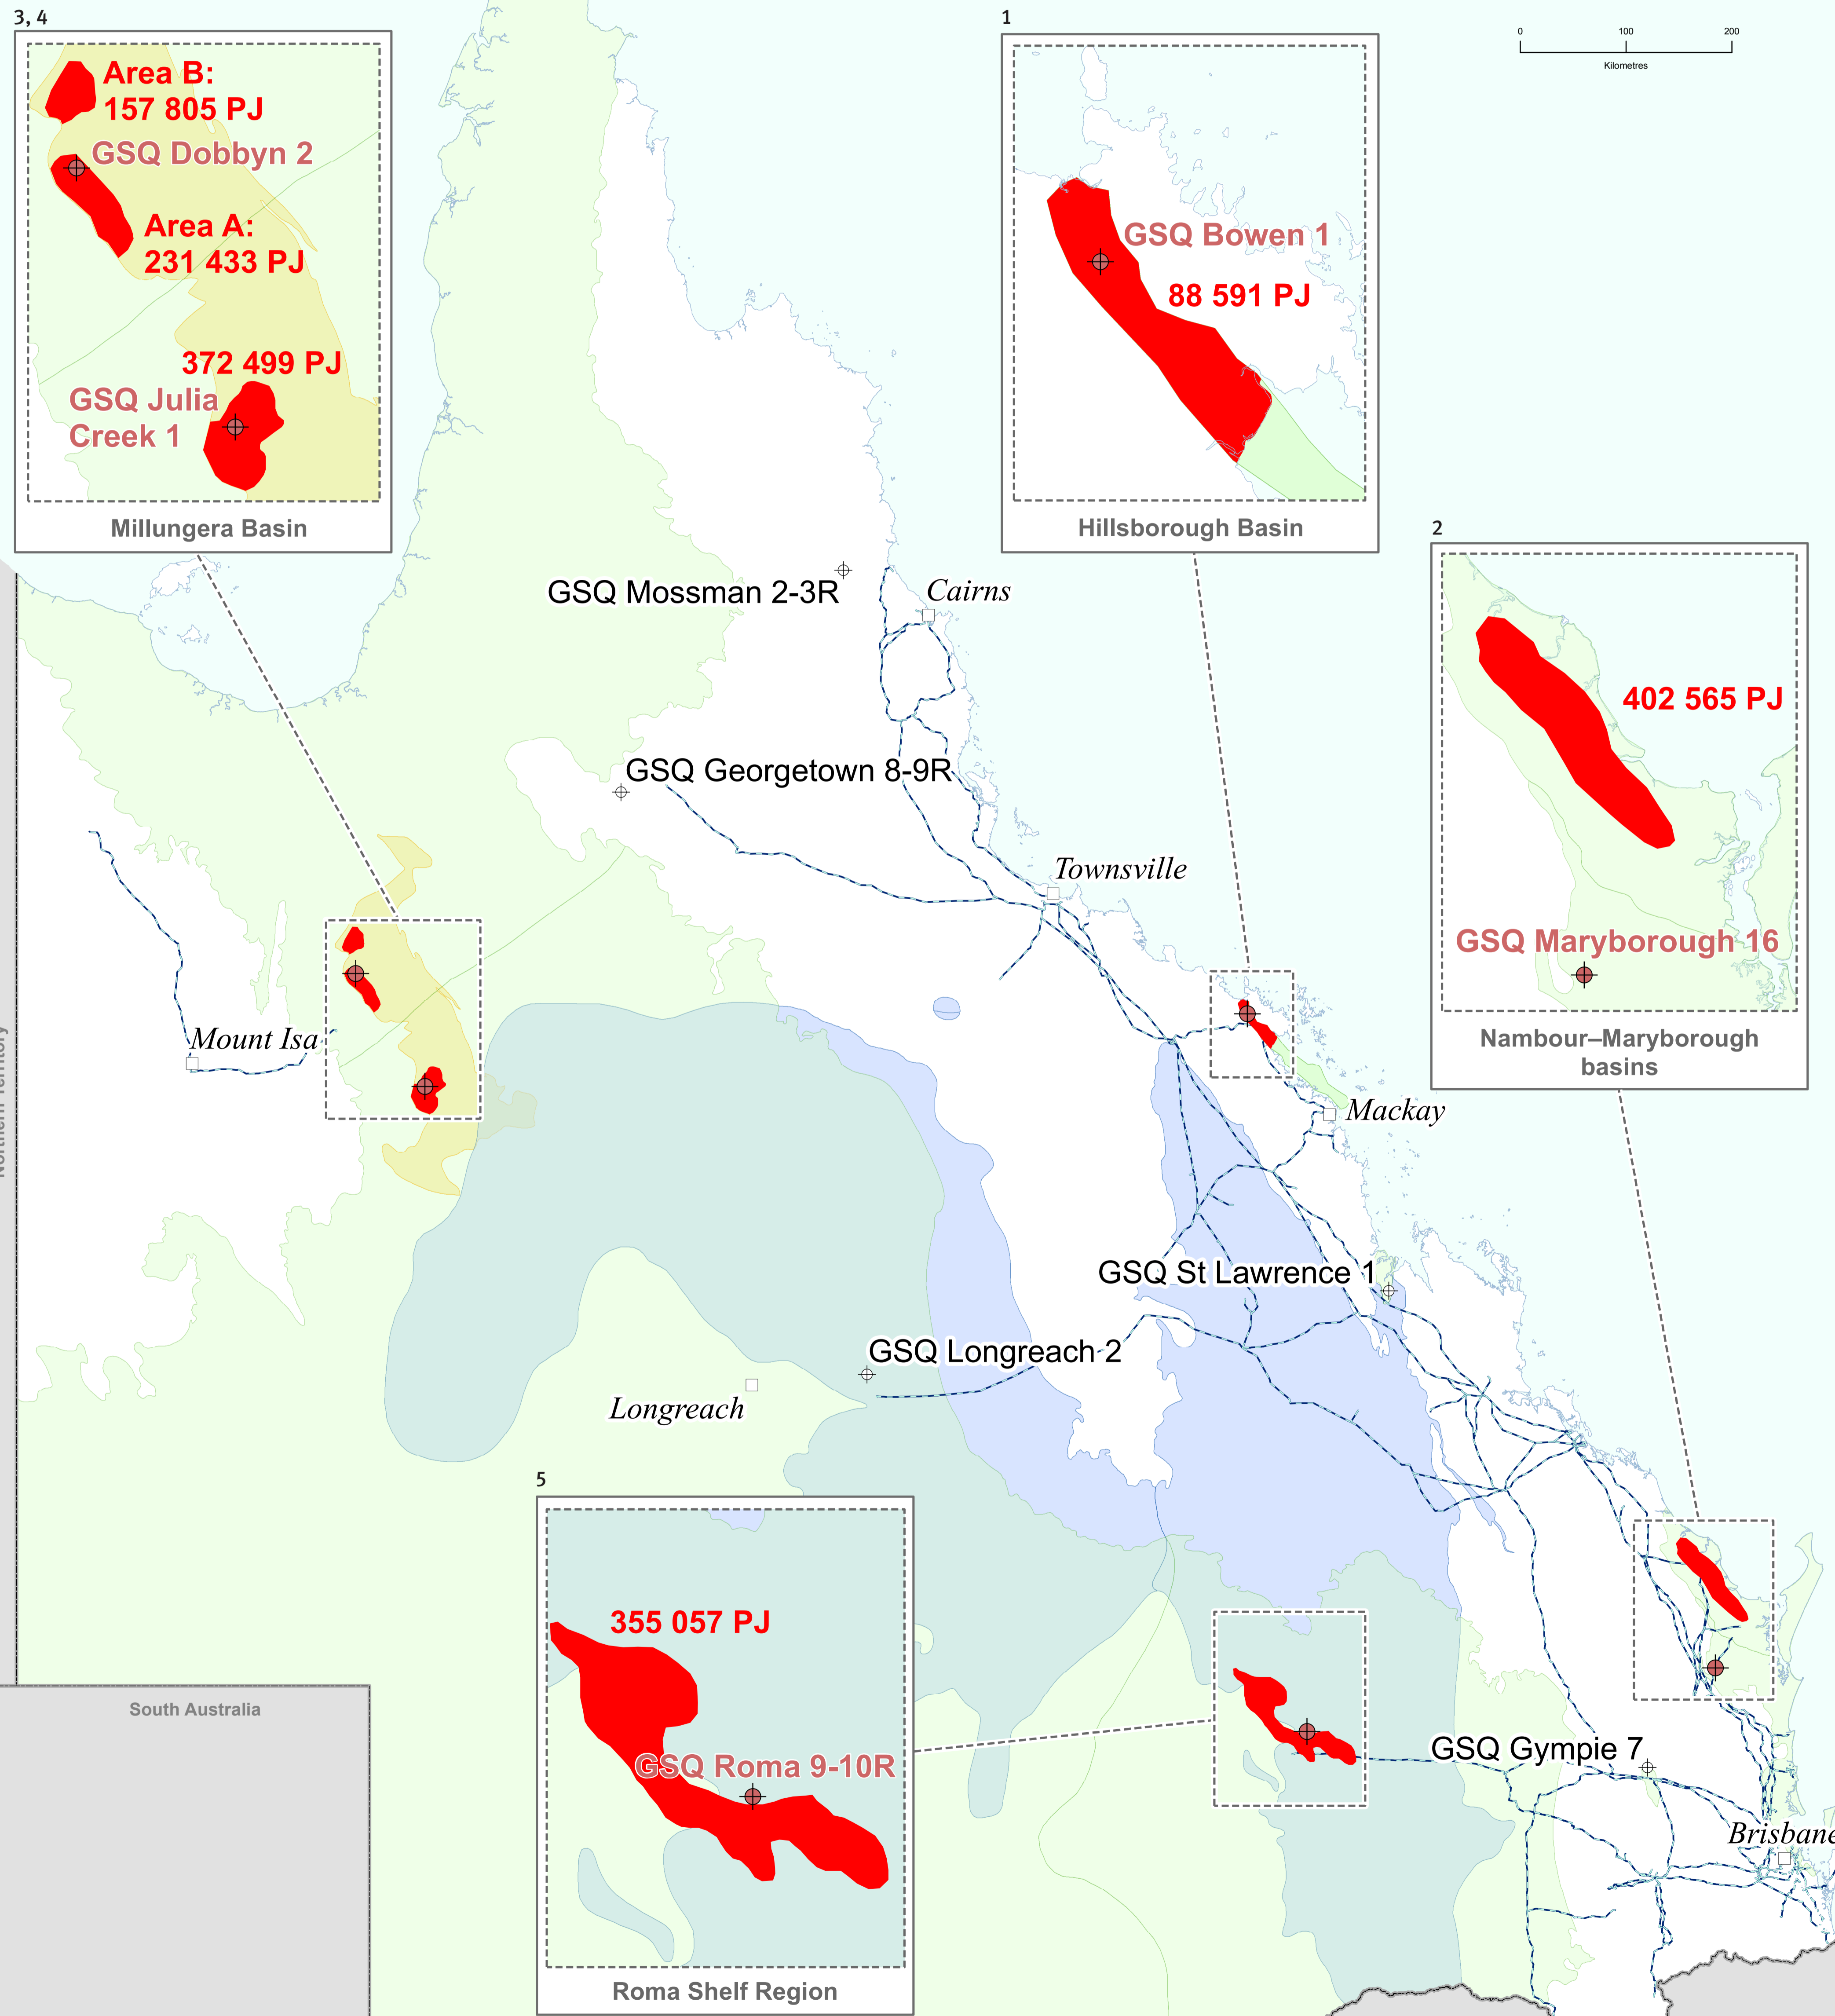 3, 4
Area B:
157 805 PJ
GSQ Dobbyn 2
Area A:
231 433 PJ
372 499 PJ
GSQ Julia
Creek 1
Millungera Basin
1
GSQ Bowen 1
88 591 PJ
Hillsborough Basin
0 100 200
Kilometres
2
402 565 PJ
GSQ Maryborough 16
Nambour–Maryborough
basins
GSQ Mossman 2-3R
Cairns
GSQ Georgetown 8-9R
Townsville
Northern Territory
Mount Isa
Mackay
GSQ St Lawrence 1
GSQ Longreach 2
Longreach
5
355 057 PJ
GSQ Roma 9-10R
Roma Shelf Region
South Australia
GSQ Gympie 7
Brisbane